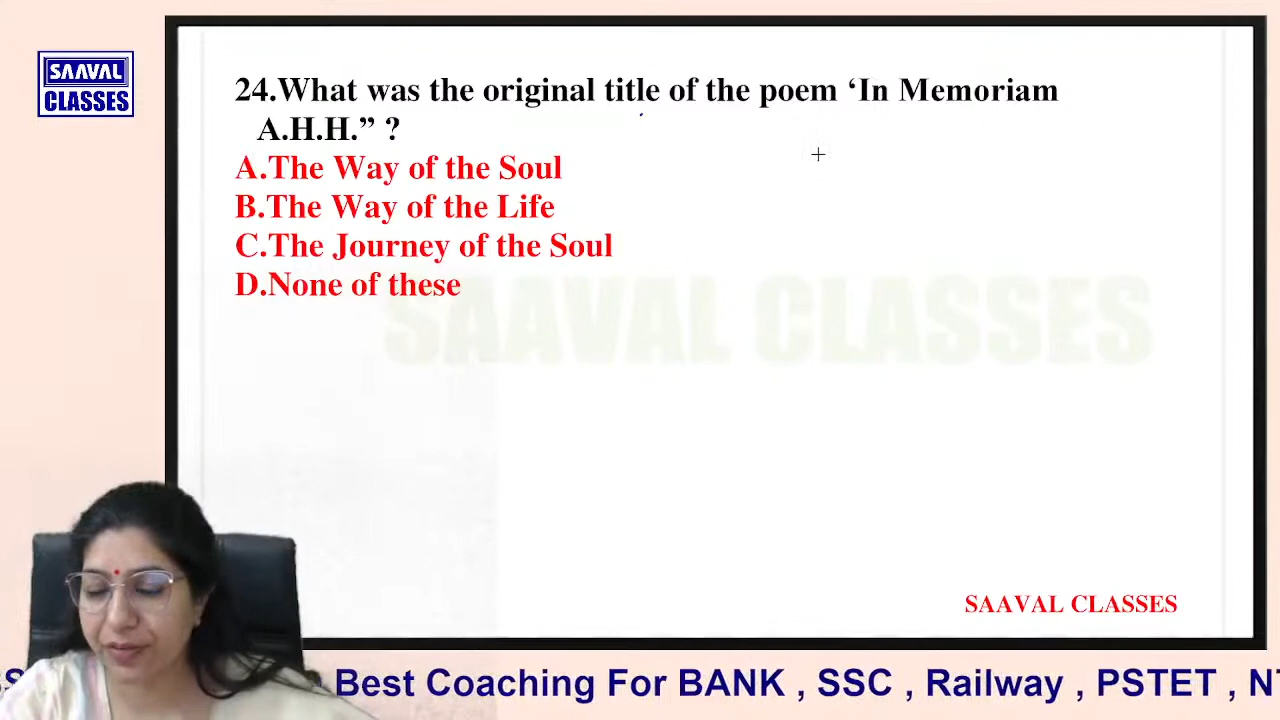 SAAVAL
CLASSES
24.What was the original title of the poem ‘In Memoriam
A.H.H.” ?
A.The Way of the Soul
B.The Way of the Life
C.The Journey of the Soul
D.None of these
SAAVAL CLASSES
SAAVAL CLASSES
Best Coaching For BANK , SSC , Railway , PSTET ,